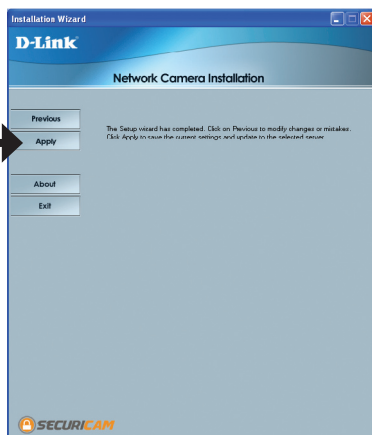 Installation Wizard
D-Link
Network Camera Installation
Previous
The Setup wizard has completed. Click on Previous to modify changes or mistakes.
Apply
Click Apply to save the current settings and update to the selected server.
About
Exit
SECURICAM